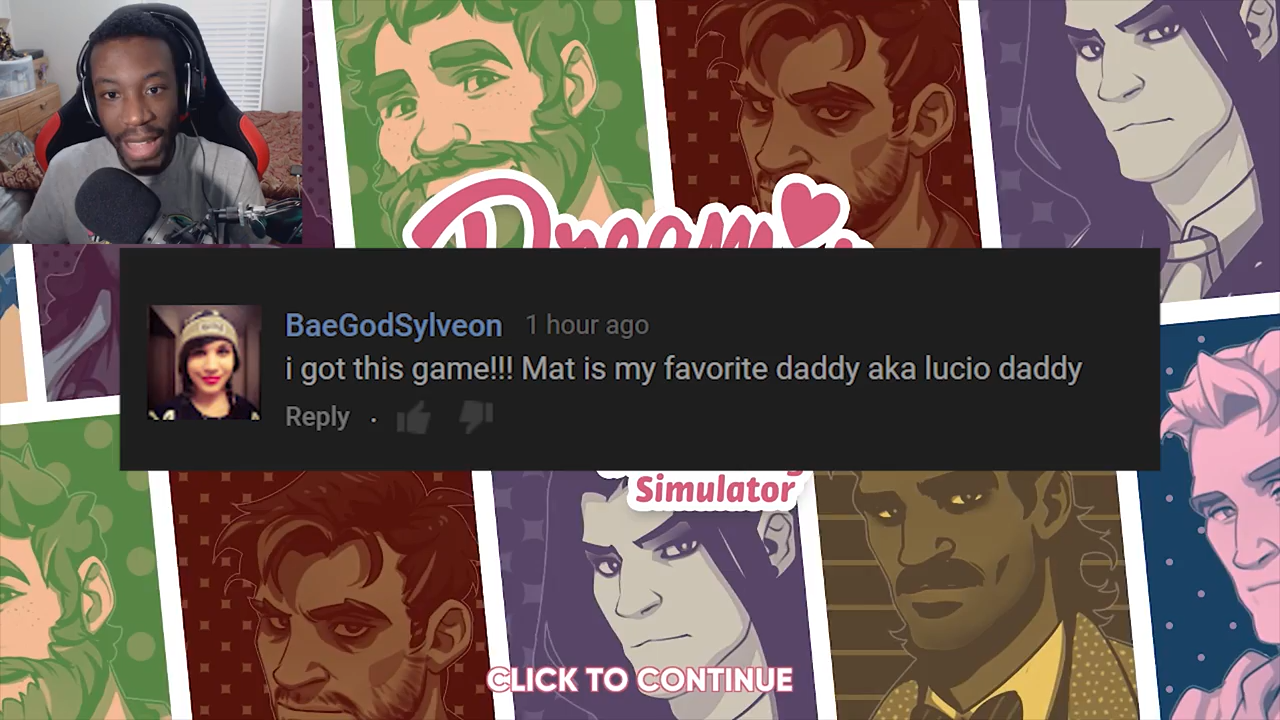 Dream
BaeGodSylveon 1 hour ago
i got this game!!! Mat is my favorite daddy aka lucio daddy
Reply ·
Simulator
CLICK TO CONTINUE